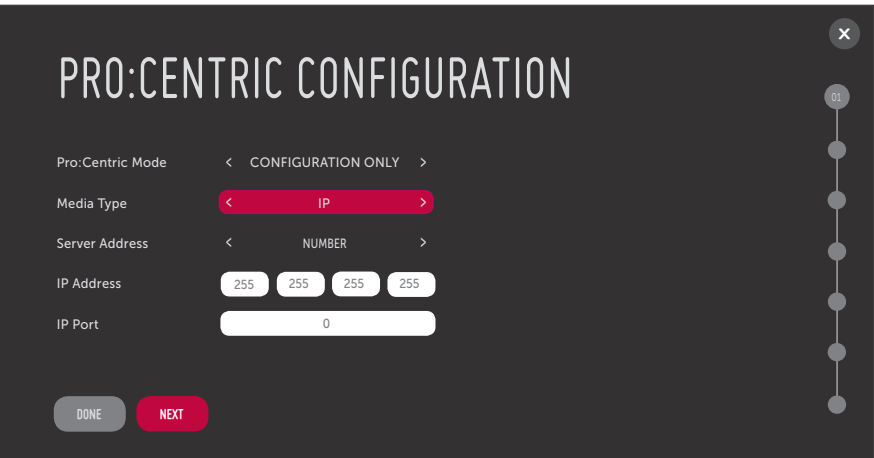 X
PRO:CENTRIC CONFIGURATION
01
Pro:Centric Mode < CONFIGURATION ONLY >
Media Type < IP >
Server Address < NUMBER >
IP Address 255 255 255 255
IP Port 0
DONE NEXT